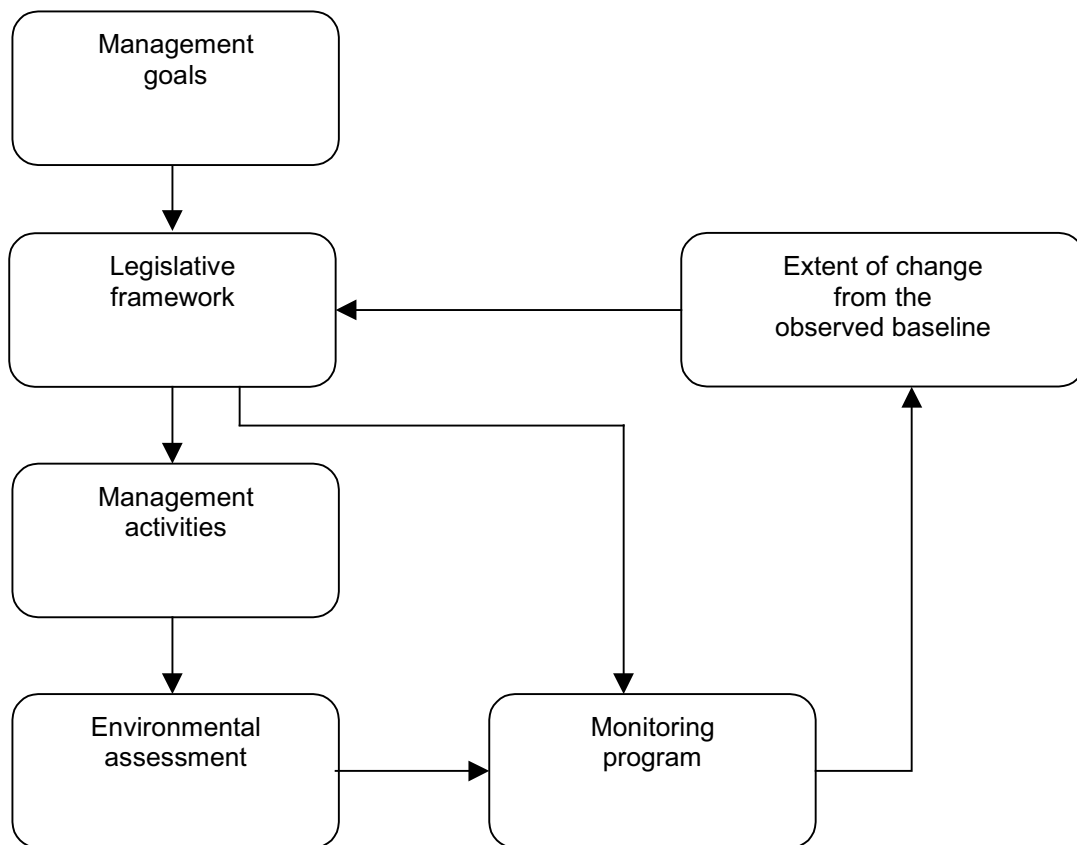 Management
goals
Legislative
framework
Extent of change
from the
observed baseline
Management
activities
Environmental
assessment
Monitoring
program